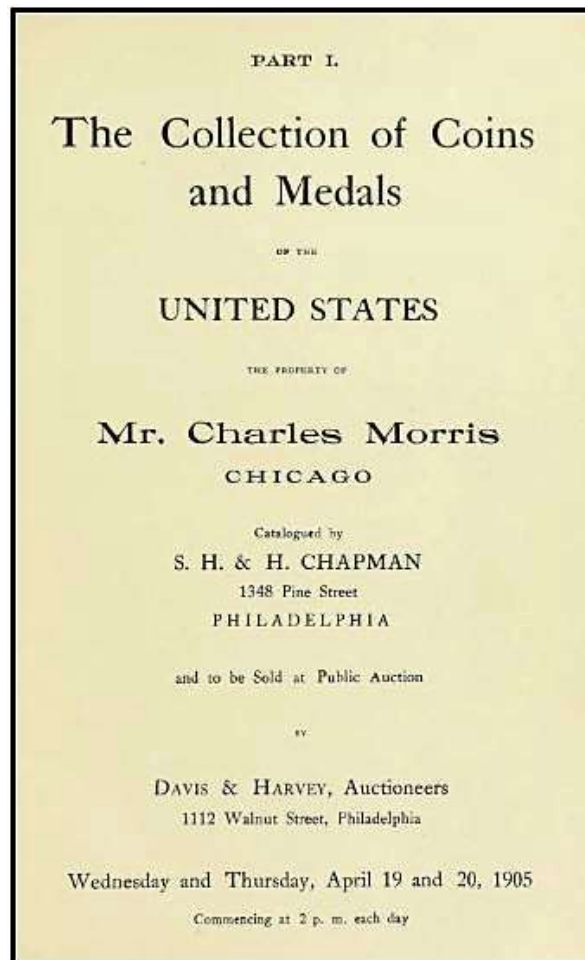 PART I.
The Collection of Coins
and Medals
OF THE
UNITED STATES
THE PROPERTY OF
Mr. Charles Morris
CHICAGO
Catalogued by
S. H. & H. CHAPMAN
1348 Pine Street
PHILADELPHIA
and to be Sold at Public Auction
BY
DAVIS & HARVEY, Auctioneers
1112 Walnut Street, Philadelphia
Wednesday and Thursday, April 19 and 20, 1905
Commencing at 2 p. m. each day